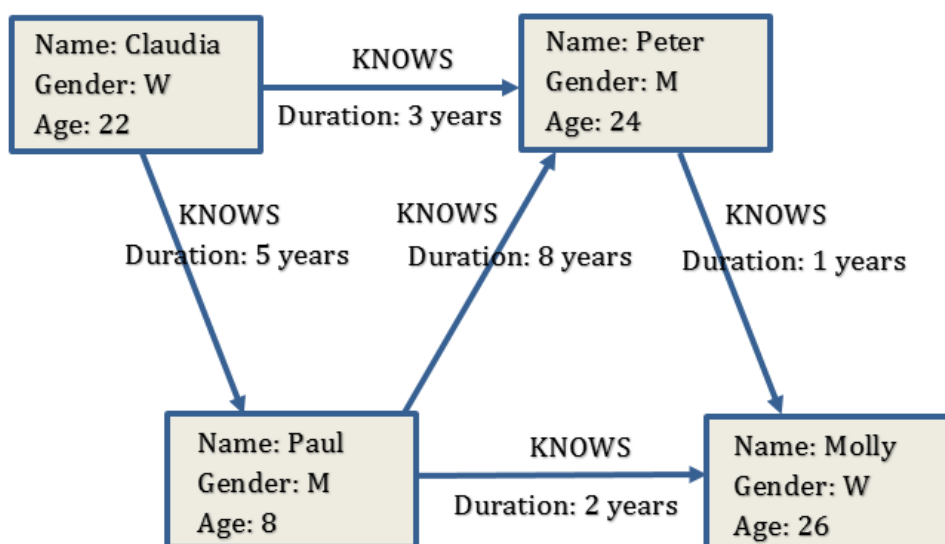 Name: Claudia
Gender: W
Age: 22
KNOWS
Duration: 3 years
Name: Peter
Gender: M
Age: 24
KNOWS
Duration: 5 years
KNOWS
Duration: 8 years
KNOWS
Duration: 1 years
Name: Paul
Gender: M
Age: 8
KNOWS
Duration: 2 years
Name: Molly
Gender: W
Age: 26